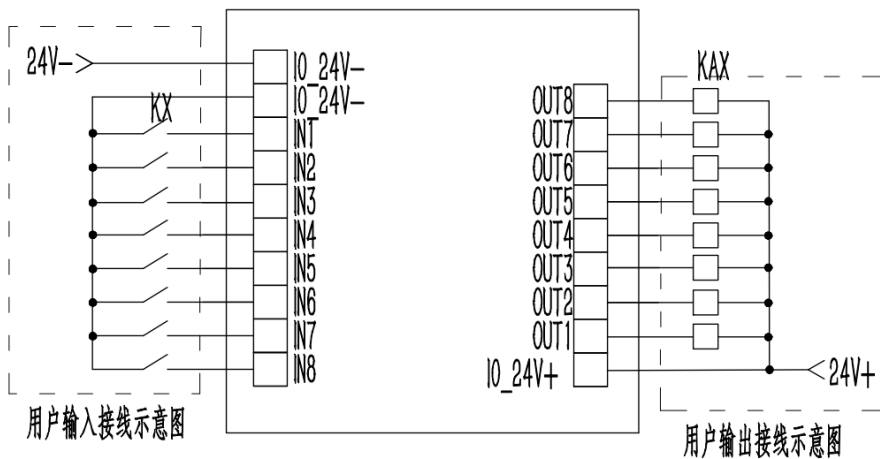 24V-
KX
IO_24V-
IO_24V-
IN1
IN2
IN3
IN4
IN5
IN6
IN7
IN8
用户输入接线示意图
KAX
OUT8
OUT7
OUT6
OUT5
OUT4
OUT3
OUT2
OUT1
IO_24V+
24V+
用户输出接线示意图